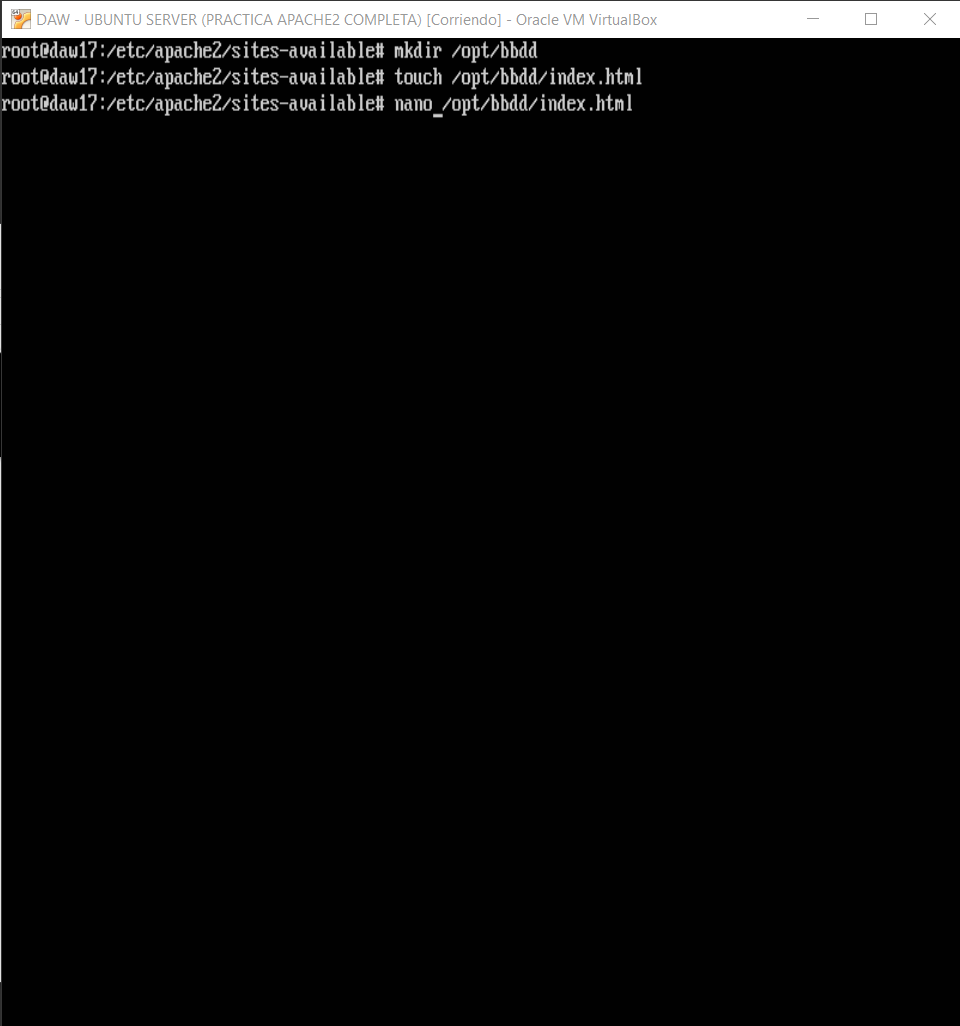 DAW - UBUNTU SERVER (PRACTICA APACHE2 COMPLETA) [Corriendo] - Oracle VM VirtualBox
root@daw17:/etc/apache2/sites-available# mkdir /opt/bbdd
root@daw17:/etc/apache2/sites-available# touch /opt/bbdd/index.html
root@daw17:/etc/apache2/sites-available# nano /opt/bbdd/index.html